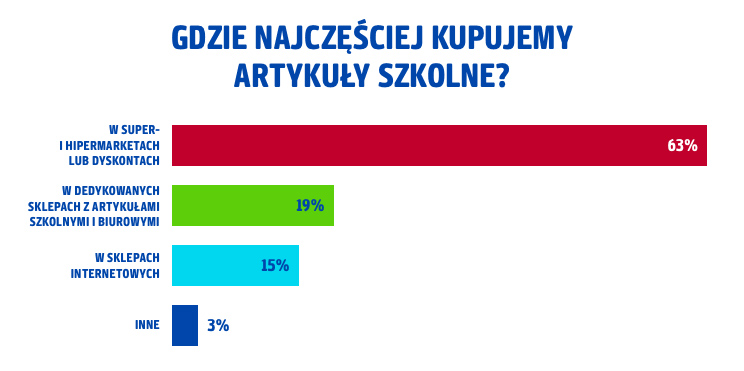 GDZIE NAJCZĘŚCIEJ KUPUJEMY
ARTYKUŁY SZKOLNE?
W SUPER-
I HIPERMARKETACH
LUB DYSKONTACH
63%
W DEDYKOWANYCH
SKLEPACH Z ARTYKUŁAMI
SZKOLNYMI I BIUROWYMI
19%
W SKLEPACH
INTERNETOWYCH
15%
INNE
3%